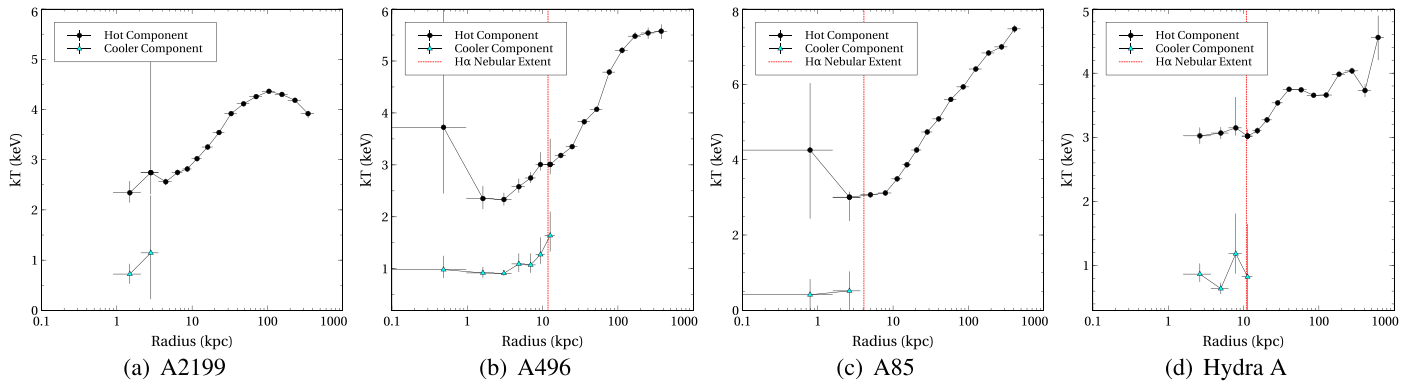 6
5
4
3
2
1
0
kT (keV)
Hot Component
Cooler Component
0.1 1 10 100 1000
Radius (kpc)
(a) A2199
6
5
4
3
2
1
kT (keV)
Hot Component
Cooler Component
Hα Nebular Extent
0.1 1 10 100 1000
Radius (kpc)
(b) A496
8
6
4
2
0
kT (keV)
Hot Component
Cooler Component
Hα Nebular Extent
0.1 1 10 100 1000
Radius (kpc)
(c) A85
5
4
3
2
1
kT (keV)
Hot Component
Cooler Component
Hα Nebular Extent
0.1 1 10 100 1000
Radius (kpc)
(d) Hydra A